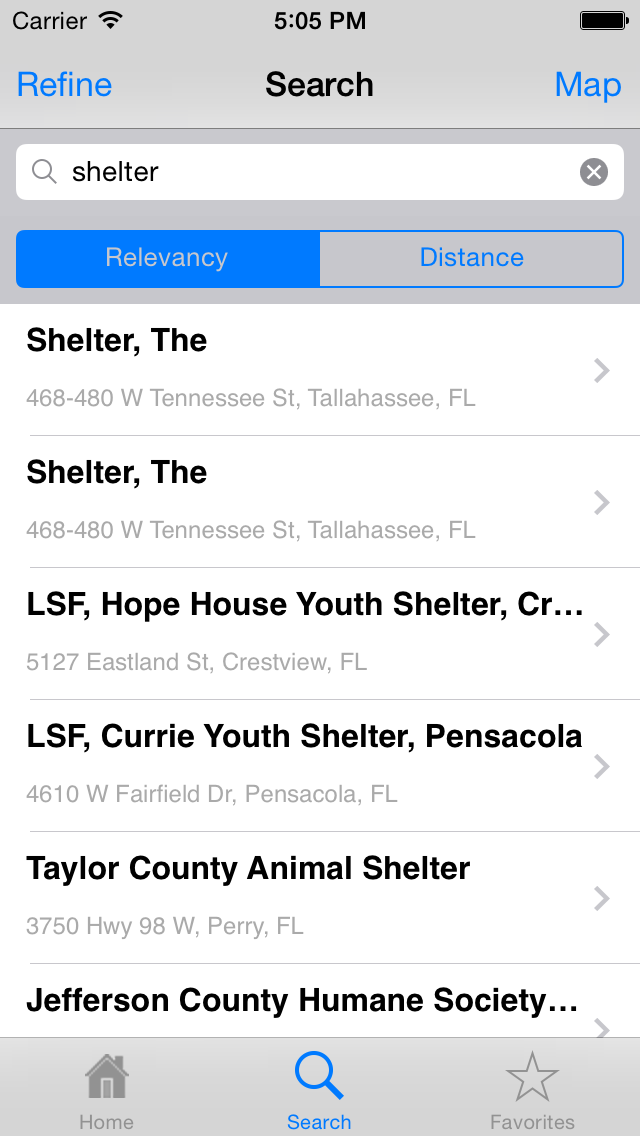 Carrier 5:05 PM
Refine Search Map
shelter
Relevancy Distance
Shelter, The
468-480 W Tennessee St, Tallahassee, FL
Shelter, The
468-480 W Tennessee St, Tallahassee, FL
LSF, Hope House Youth Shelter, Cr...
5127 Eastland St, Crestview, FL
LSF, Currie Youth Shelter, Pensacola
4610 W Fairfield Dr, Pensacola, FL
Taylor County Animal Shelter
3750 Hwy 98 W, Perry, FL
Jefferson County Humane Society...
Home Search Favorites